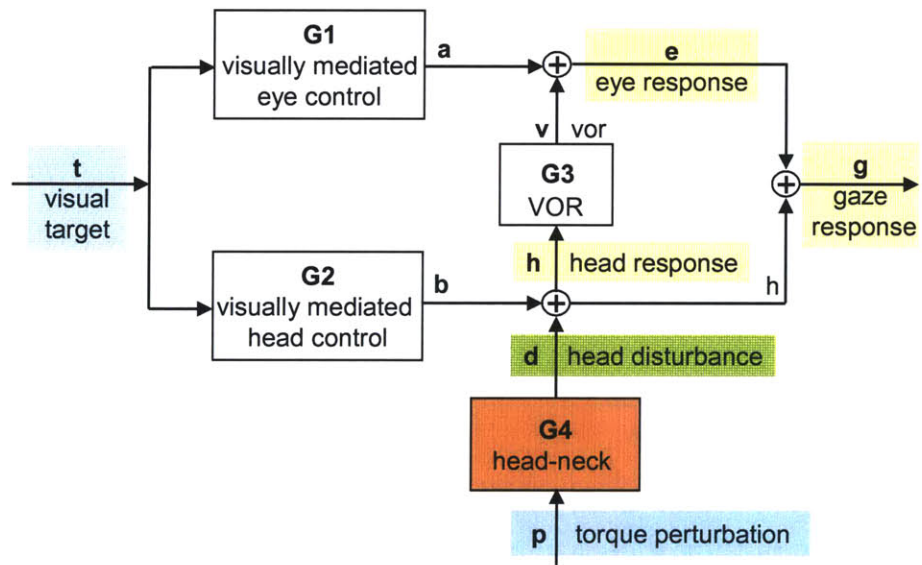 G1
visually mediated
eye control
a
e
eye response
v vor
t
visual
target
G3
VOR
g
gaze
response
G2
visually mediated
head control
b
h head response
h
d head disturbance
G4
head-neck
p torque perturbation